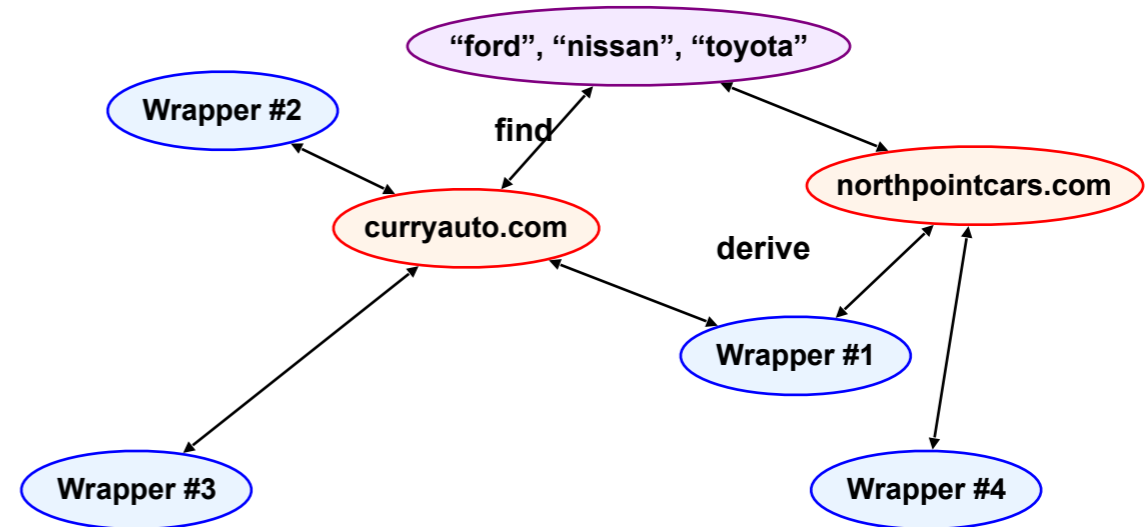 “ford”, “nissan”, “toyota”
Wrapper #2
find
northpointcars.com
curryauto.com
derive
Wrapper #1
Wrapper #3
Wrapper #4